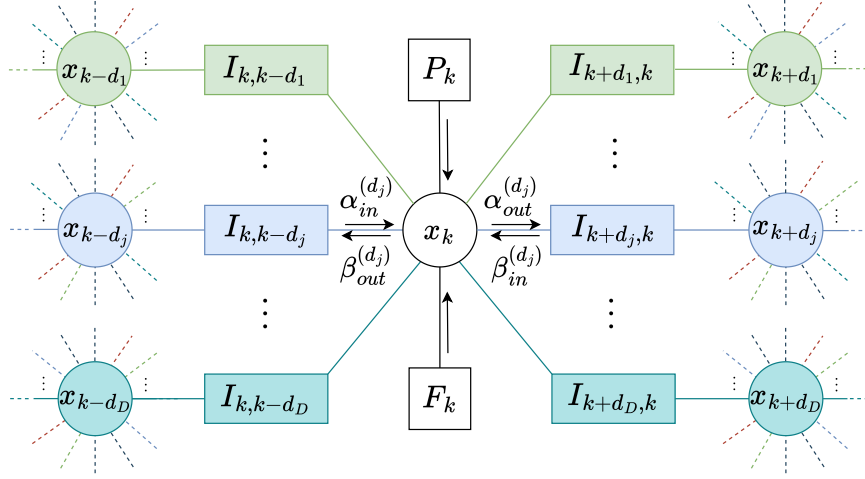 x_{k-d_1} ⋮ ⋮ I_{k,k-d_1} P_k I_{k+d_1,k} ⋮ ⋮ x_{k+d_1}
⋮ ⋮
α_{in}^{(d_j)} α_{out}^{(d_j)}
x_{k-d_j} ⋮ ⋮ I_{k,k-d_j} x_k I_{k+d_j,k} ⋮ ⋮ x_{k+d_j}
β_{out}^{(d_j)} β_{in}^{(d_j)}
⋮ ⋮
x_{k-d_D} ⋮ ⋮ I_{k,k-d_D} F_k I_{k+d_D,k} ⋮ ⋮ x_{k+d_D}